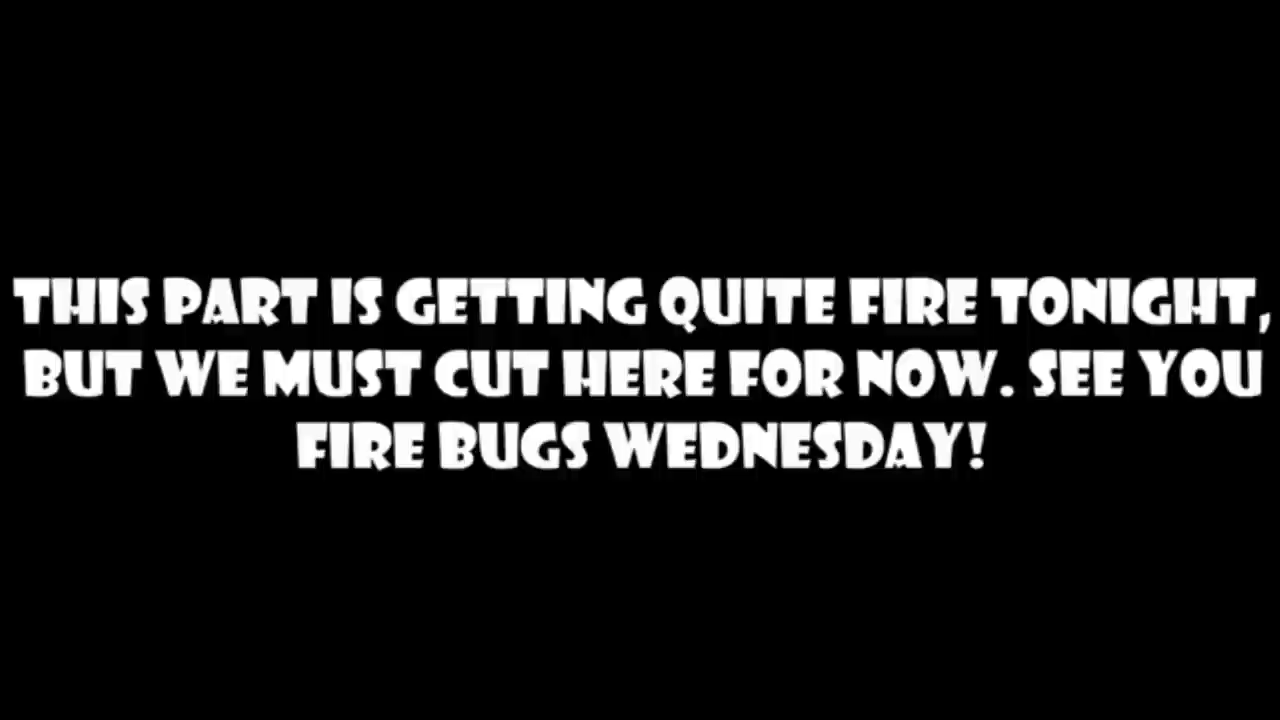 THIS PART IS GETTING QUITE FIRE TONIGHT,
BUT WE MUST CUT HERE FOR NOW. SEE YOU
FIRE BUGS WEDNESDAY!